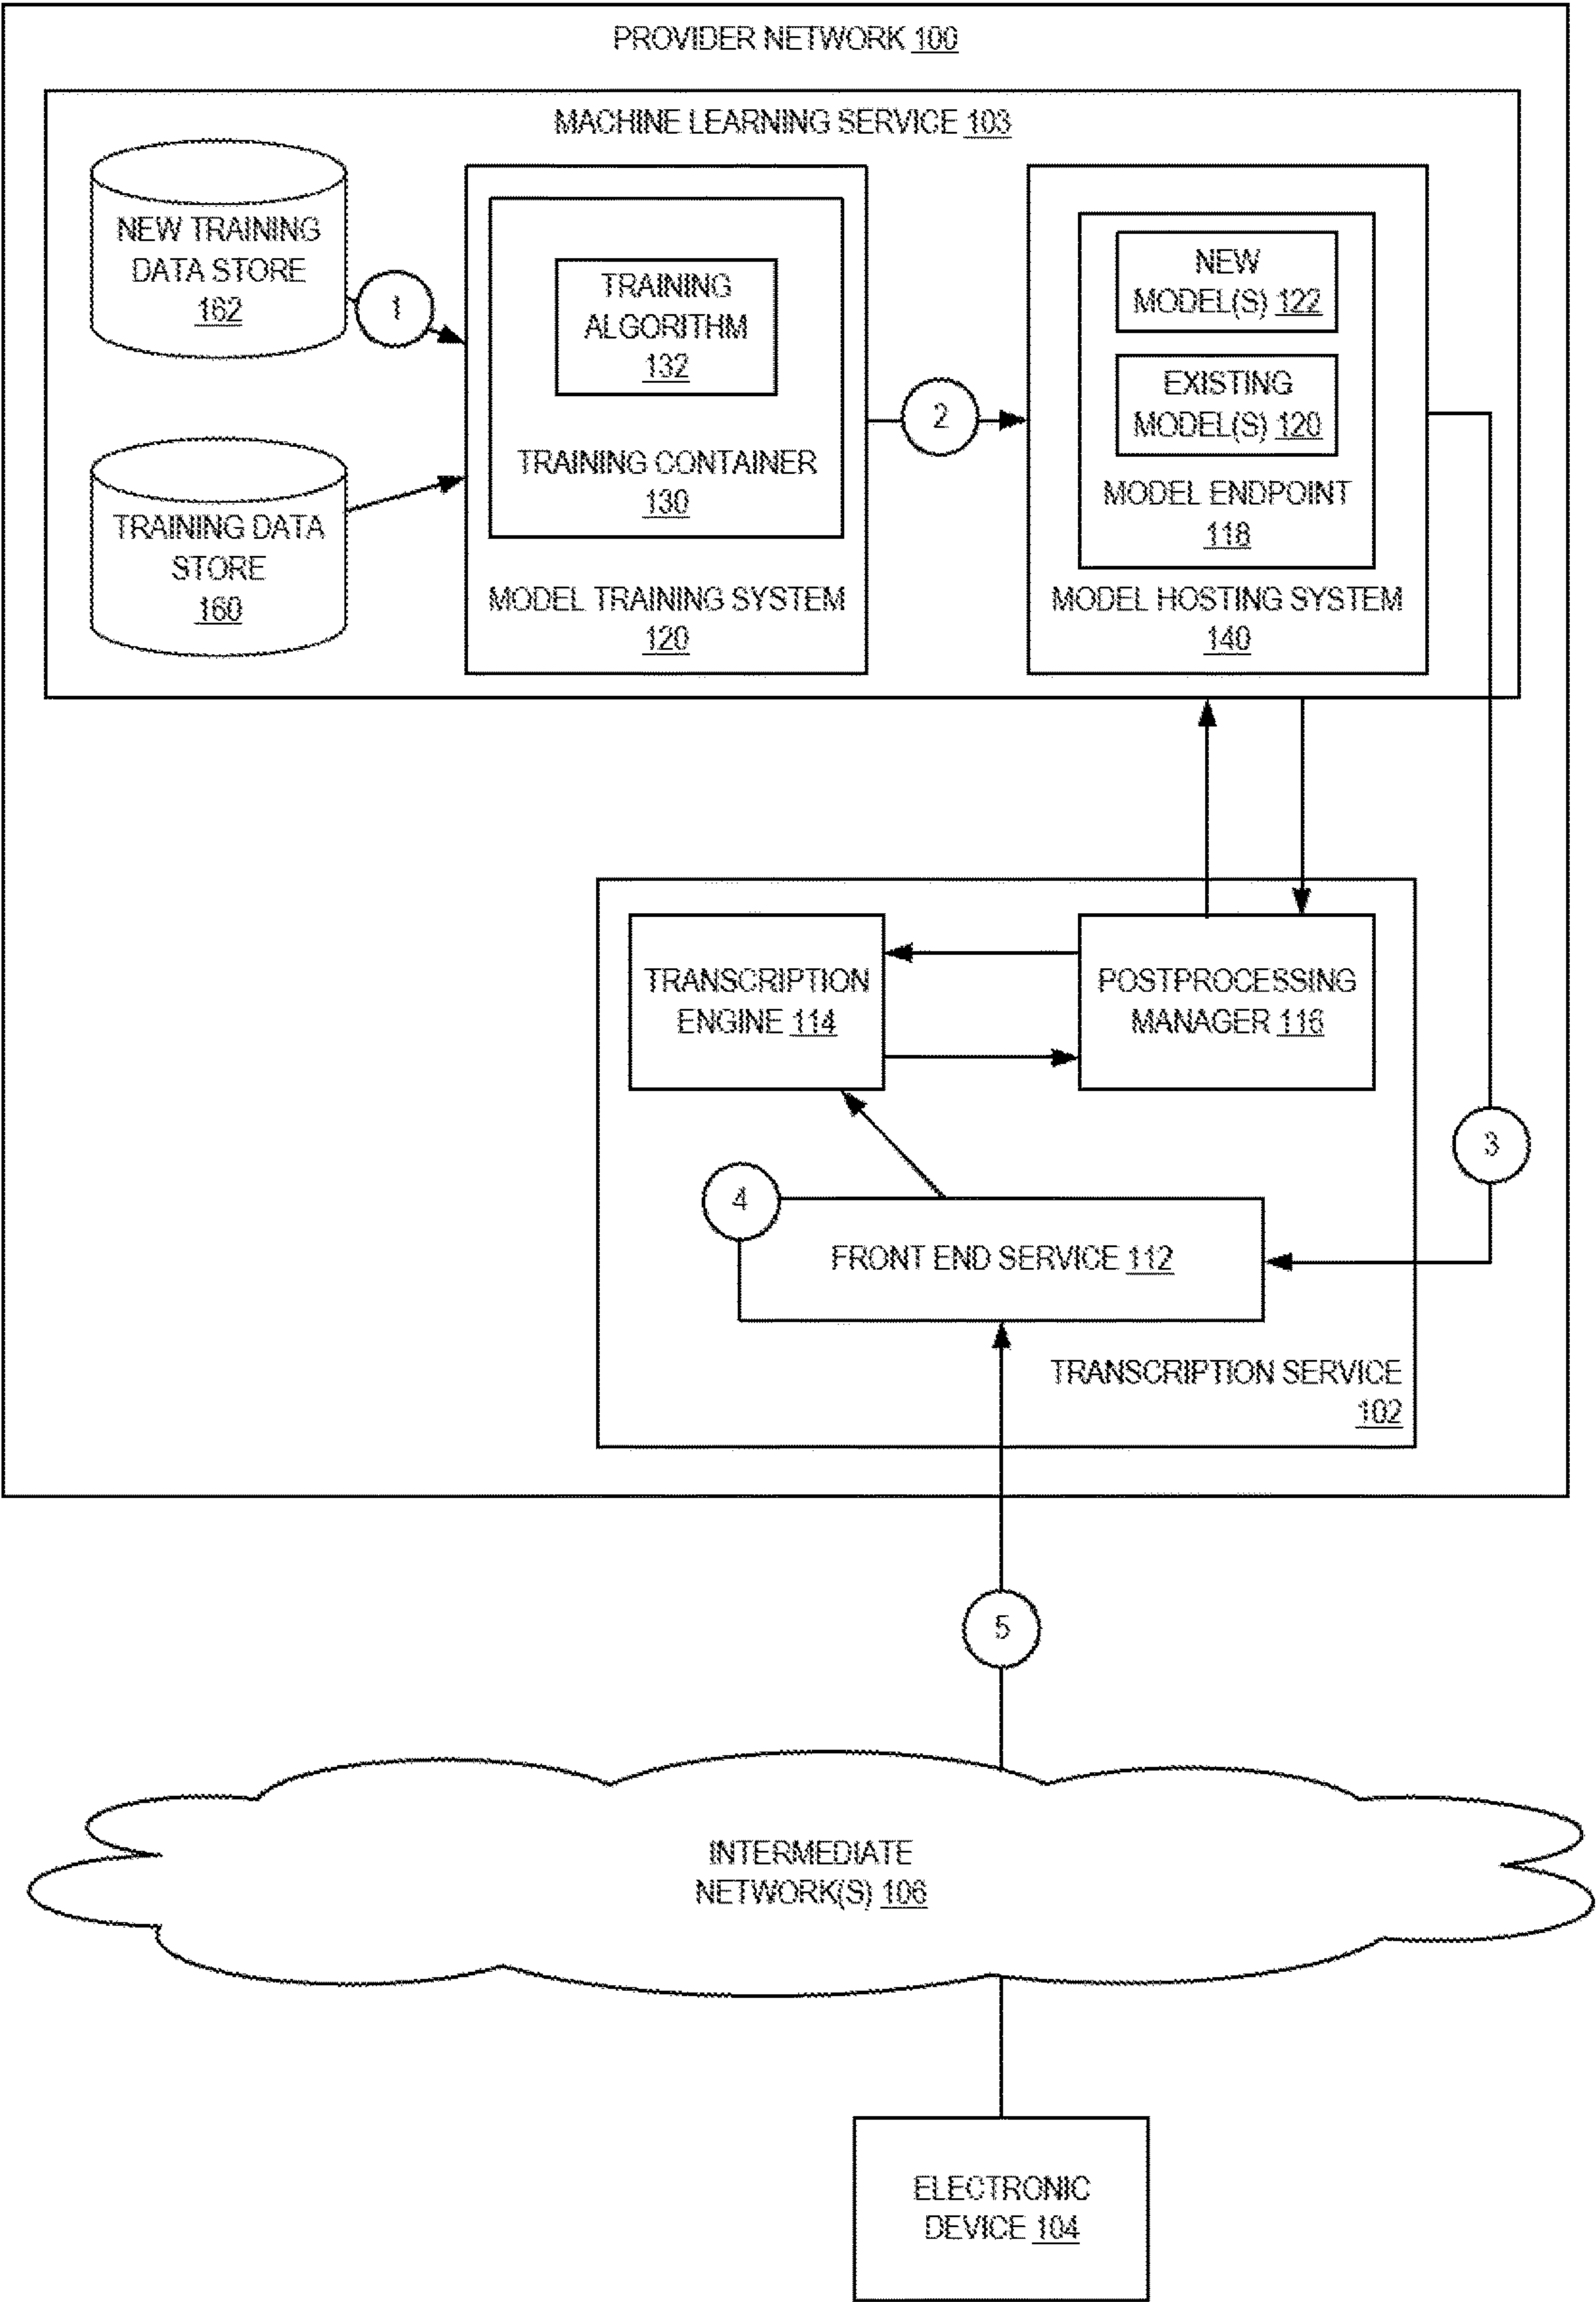 PROVIDER NETWORK 100
MACHINE LEARNING SERVICE 103
NEW TRAINING
DATA STORE
162
1
TRAINING DATA
STORE
160
TRAINING
ALGORITHM
132
TRAINING CONTAINER
130
MODEL TRAINING SYSTEM
120
2
NEW
MODEL(S) 122
EXISTING
MODEL(S) 120
MODEL ENDPOINT
118
MODEL HOSTING SYSTEM
140
TRANSCRIPTION
ENGINE 114
POSTPROCESSING
MANAGER 116
3
4
FRONT END SERVICE 112
TRANSCRIPTION SERVICE
102
5
INTERMEDIATE
NETWORK(S) 106
ELECTRONIC
DEVICE 104